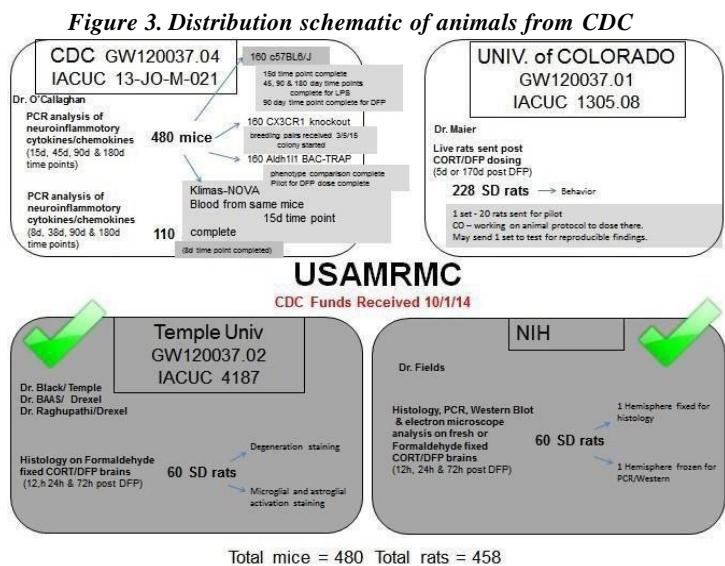 Figure 3. Distribution schematic of animals from CDC
CDC GW120037.04
IACUC 13-JO-M-021
Dr. O'Callaghan
PCR analysis of
neuroinflammotory
cytokines/chemokines
(15d, 45d, 90d & 180d
time points)
480 mice
160 c57BL6/J
15d time point complete
45, 90 & 180 day time points
complete for LPS
90 day time point complete for DFP
160 CX3CR1 knockout
breeding pairs received 3/5/15
colony started
160 Aldh1l1 BAC-TRAP
phenotype comparison complete
Pilot for DFP dose complete
PCR analysis of
neuroinflammatory
cytokines/chemokines
(8d, 38d, 90d & 180d
time points)
110
Klimas-NOVA
Blood from same mice
15d time point
complete
(8d time point completed)
UNIV. of COLORADO
GW120037.01
IACUC 1305.08
Dr. Maier
Live rats sent post
CORT/DFP dosing
(5d or 170d post DFP)
228 SD rats
Behavior
1 set - 20 rats sent for pilot
CO – working on animal protocol to dose there.
May send 1 set to test for reproducible findings.
USAMRMC
CDC Funds Received 10/1/14
Temple Univ
GW120037.02
IACUC 4187
Dr. Black/ Temple
Dr. BAAS/ Drexel
Dr. Raghupathi/Drexel
Histology on Formaldehyde
fixed CORT/DFP brains
(12,h 24h & 72h post DFP)
60 SD rats
Degeneration staining
Microglial and astroglial
activation staining
NIH
Dr. Fields
Histology, PCR, Western Blot
& electron microscope
analysis on fresh or
Formaldehyde fixed
CORT/DFP brains
(12h, 24h & 72h post DFP)
60 SD rats
1 Hemisphere fixed for
histology
1 Hemisphere frozen for
PCR/Western
Total mice = 480 Total rats = 458